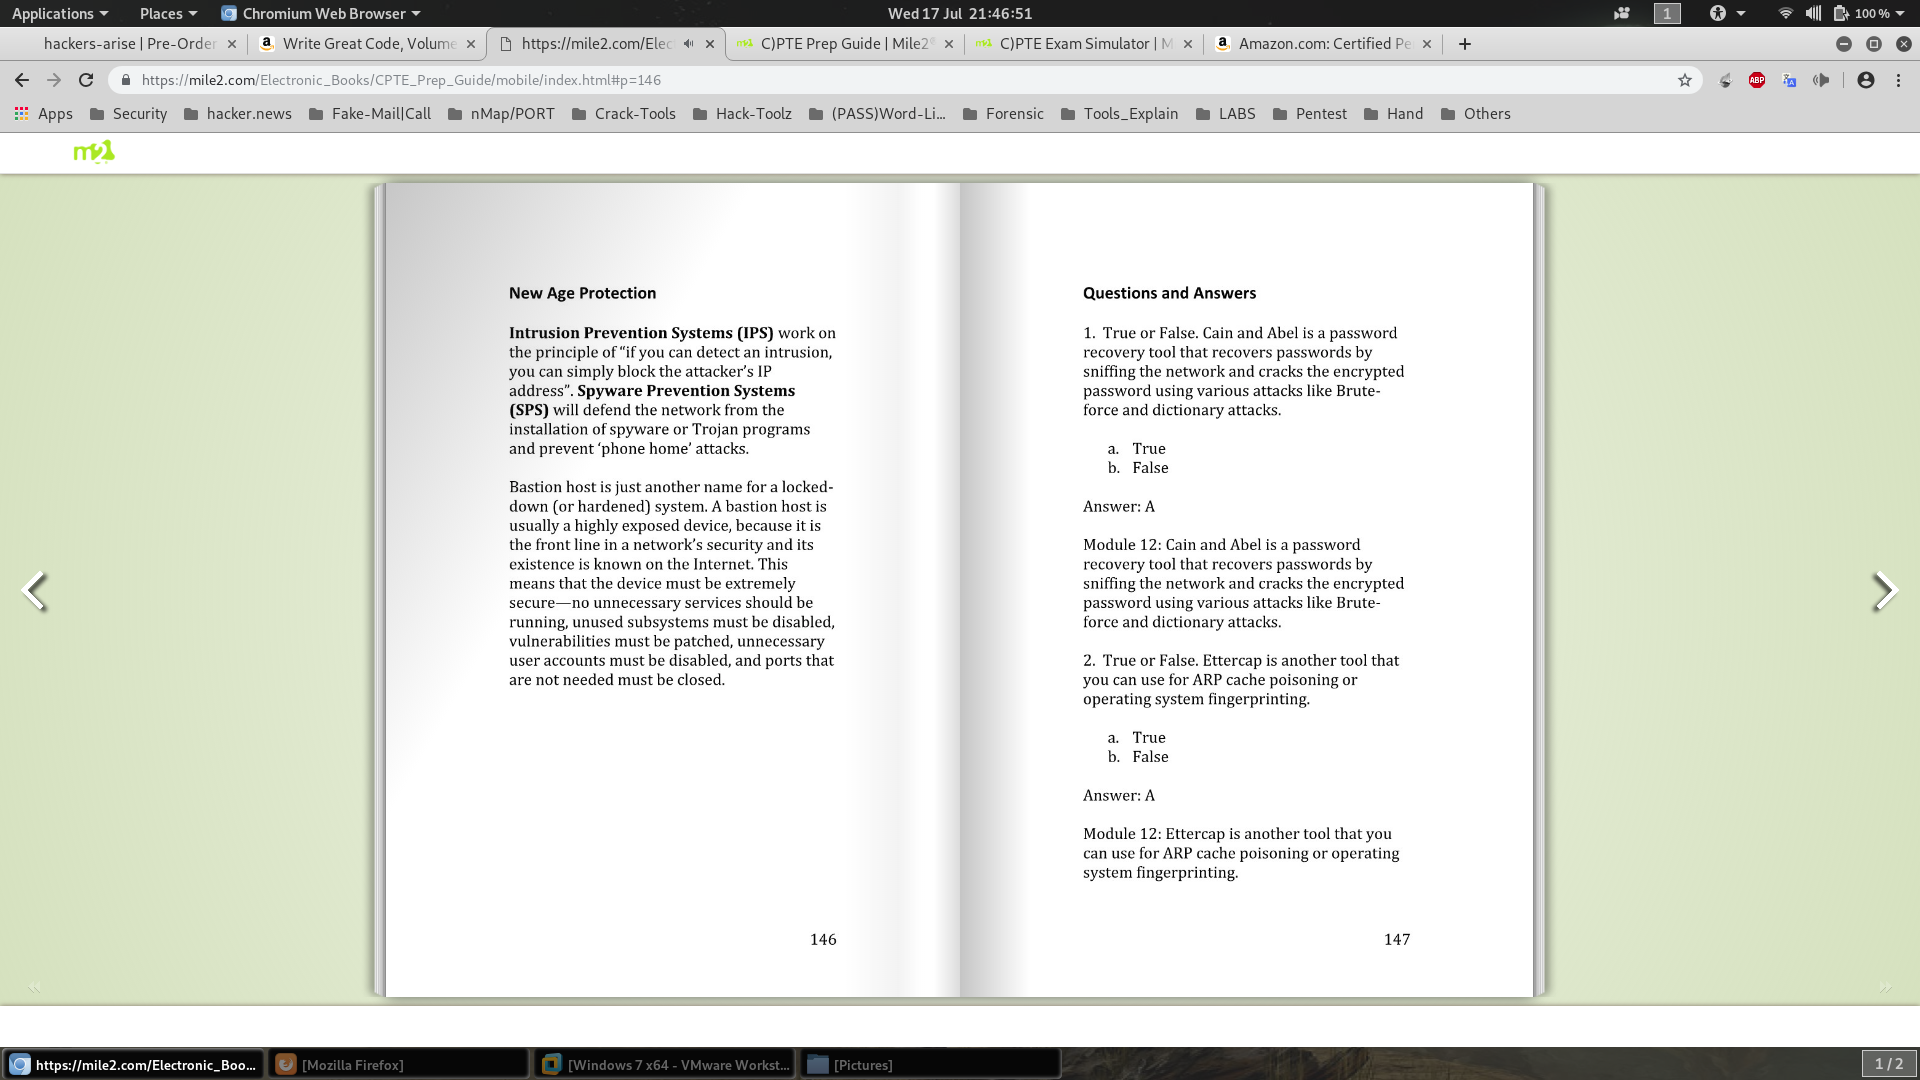 Applications
Places
Chromium Web Browser
Wed 17 Jul 21:46:51
1
100 %
hackers-arise | Pre-Order
Write Great Code, Volume
https://mile2.com/Elec
C)PTE Prep Guide | Mile2
C)PTE Exam Simulator | M
Amazon.com: Certified Pe
https://mile2.com/Electronic_Books/CPTE_Prep_Guide/mobile/index.html#p=146
ABP
Apps
Security
hacker.news
Fake-Mail|Call
nMap/PORT
Crack-Tools
Hack-Toolz
(PASS)Word-Li...
Forensic
Tools_Explain
LABS
Pentest
Hand
Others
m2
New Age Protection
Intrusion Prevention Systems (IPS) work on
the principle of “if you can detect an intrusion,
you can simply block the attacker’s IP
address”. Spyware Prevention Systems
(SPS) will defend the network from the
installation of spyware or Trojan programs
and prevent ‘phone home’ attacks.
Bastion host is just another name for a locked-
down (or hardened) system. A bastion host is
usually a highly exposed device, because it is
the front line in a network’s security and its
existence is known on the Internet. This
means that the device must be extremely
secure—no unnecessary services should be
running, unused subsystems must be disabled,
vulnerabilities must be patched, unnecessary
user accounts must be disabled, and ports that
are not needed must be closed.
146
Questions and Answers
1. True or False. Cain and Abel is a password
recovery tool that recovers passwords by
sniffing the network and cracks the encrypted
password using various attacks like Brute-
force and dictionary attacks.
a. True
b. False
Answer: A
Module 12: Cain and Abel is a password
recovery tool that recovers passwords by
sniffing the network and cracks the encrypted
password using various attacks like Brute-
force and dictionary attacks.
2. True or False. Ettercap is another tool that
you can use for ARP cache poisoning or
operating system fingerprinting.
a. True
b. False
Answer: A
Module 12: Ettercap is another tool that you
can use for ARP cache poisoning or operating
system fingerprinting.
147
https://mile2.com/Electronic_Boo...
[Mozilla Firefox]
[Windows 7 x64 - VMware Workst...
[Pictures]
1 / 2